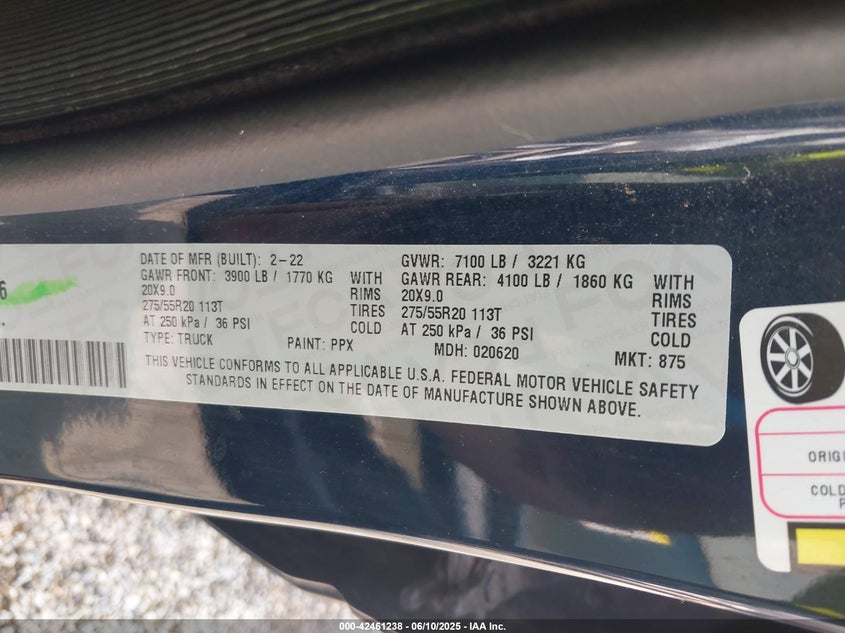 6
DATE OF MFR (BUILT): 2-22 GVWR: 7100 LB / 3221 KG
GAWR FRONT: 3900 LB / 1770 KG WITH GAWR REAR: 4100 LB / 1860 KG WITH
20X9.0 RIMS 20X9.0 RIMS
275/55R20 113T TIRES 275/55R20 113T TIRES
AT 250 kPa / 36 PSI COLD AT 250 kPa / 36 PSI COLD
TYPE: TRUCK PAINT: PPX MDH: 020620 MKT: 875
THIS VEHICLE CONFORMS TO ALL APPLICABLE U.S.A. FEDERAL MOTOR VEHICLE SAFETY
STANDARDS IN EFFECT ON THE DATE OF MANUFACTURE SHOWN ABOVE.
ORIGI
COLD
P
000-42461238 - 06/10/2025 - IAA Inc.